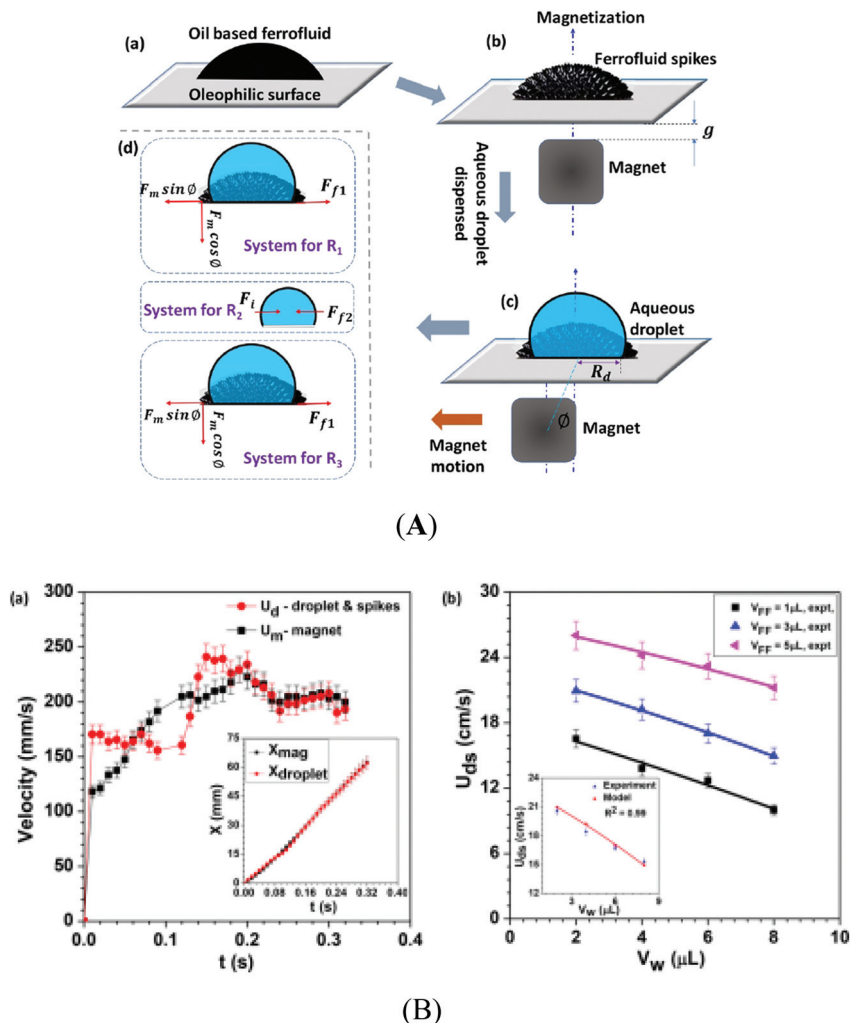 (a)
Oil based ferrofluid
Oleophilic surface
Magnetization
(b)
Ferrofluid spikes
g
Magnet
Aqueous droplet
dispensed
(d)
F_m sin Ø
F_m cos Ø
F_f1
System for R₁
System for R₂
F_i
F_f2
F_m sin Ø
F_m cos Ø
F_f1
System for R₃
(c)
Aqueous
droplet
R_d
Ø
Magnet
Magnet
motion
(A)
(a)
300
250
200
150
100
50
0
Velocity (mm/s)
U_d - droplet & spikes
U_m- magnet
X_mag
X_droplet
75
60
45
30
15
0
X (mm)
0.00 0.08 0.16 0.24 0.32 0.40
t (s)
0.0 0.1 0.2 0.3 0.4
t (s)
(b)
30
24
18
12
6
0
U_ds (cm/s)
V_FF = 1µL, expt,
V_FF = 3µL, expt
V_FF = 5µL, expt
Experiment
Model
R² = 0.99
24
21
18
15
12
U_ds (cm/s)
3 6 9
V_W (µL)
0 2 4 6 8 10
V_W (µL)
(B)